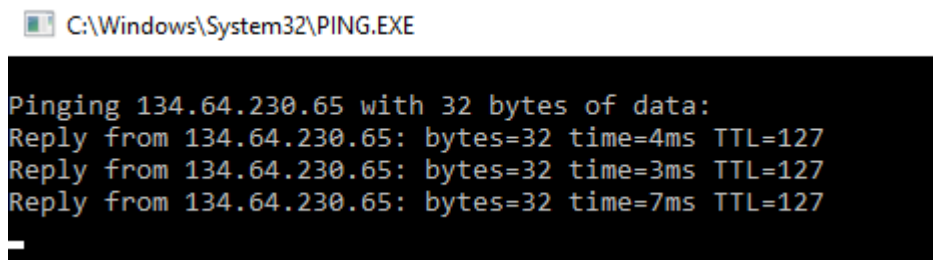 C:\Windows\System32\PING.EXE
Pinging 134.64.230.65 with 32 bytes of data:
Reply from 134.64.230.65: bytes=32 time=4ms TTL=127
Reply from 134.64.230.65: bytes=32 time=3ms TTL=127
Reply from 134.64.230.65: bytes=32 time=7ms TTL=127